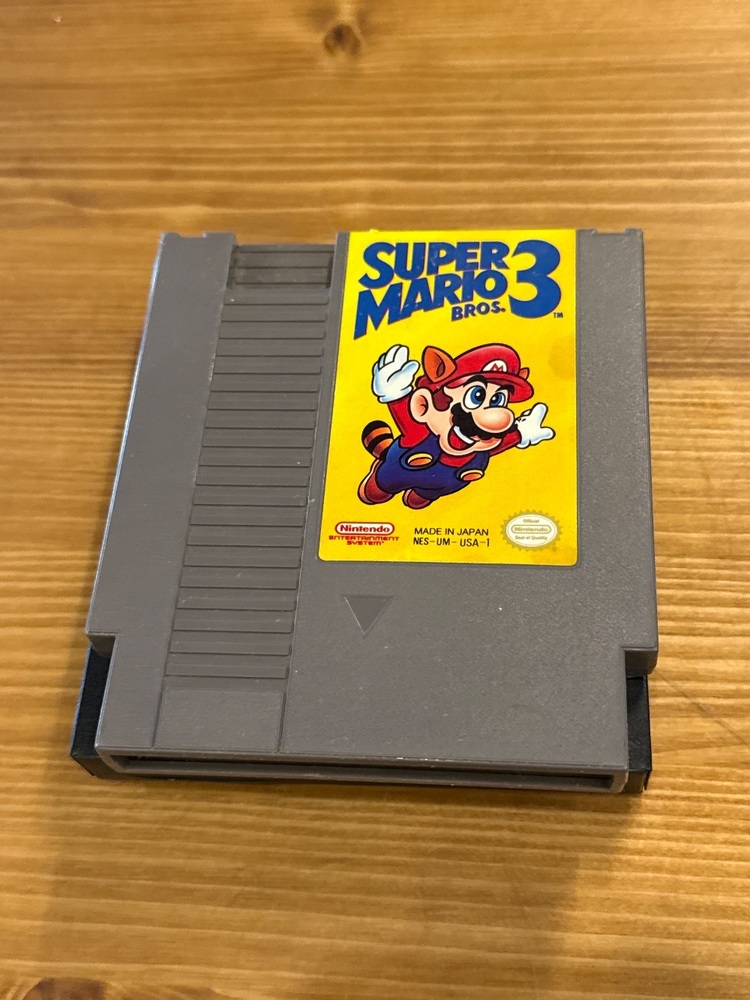 SUPER
MARIO 3
BROS. ™
M
Nintendo
ENTERTAINMENT
SYSTEM
MADE IN JAPAN
NES-UM-USA-1
Official
Nintendo
Seal of Quality